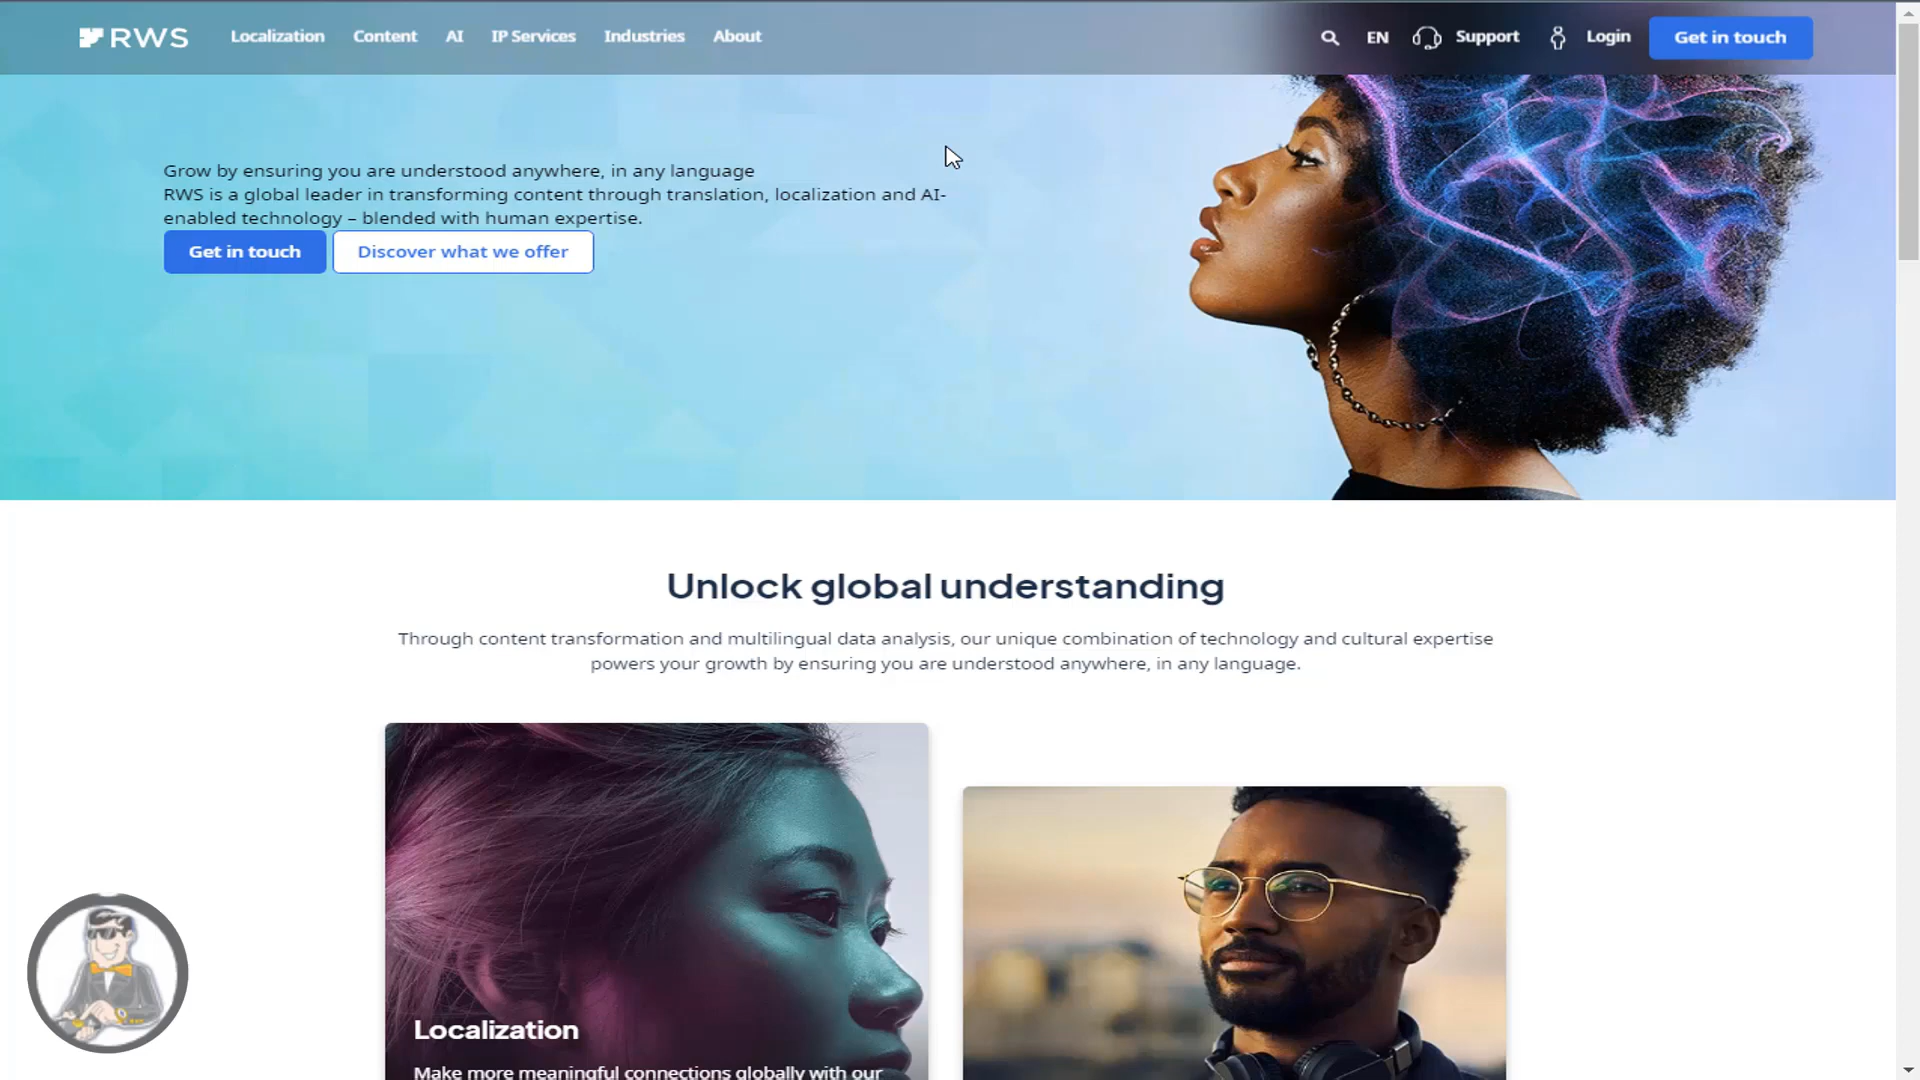 RWS
Localization
Content
AI
IP Services
Industries
About
EN
Support
Login
Get in touch
Grow by ensuring you are understood anywhere, in any language
RWS is a global leader in transforming content through translation, localization and AI-
enabled technology – blended with human expertise.
Get in touch
Discover what we offer
Unlock global understanding
Through content transformation and multilingual data analysis, our unique combination of technology and cultural expertise
powers your growth by ensuring you are understood anywhere, in any language.
Localization
Make more meaningful connections globally with our